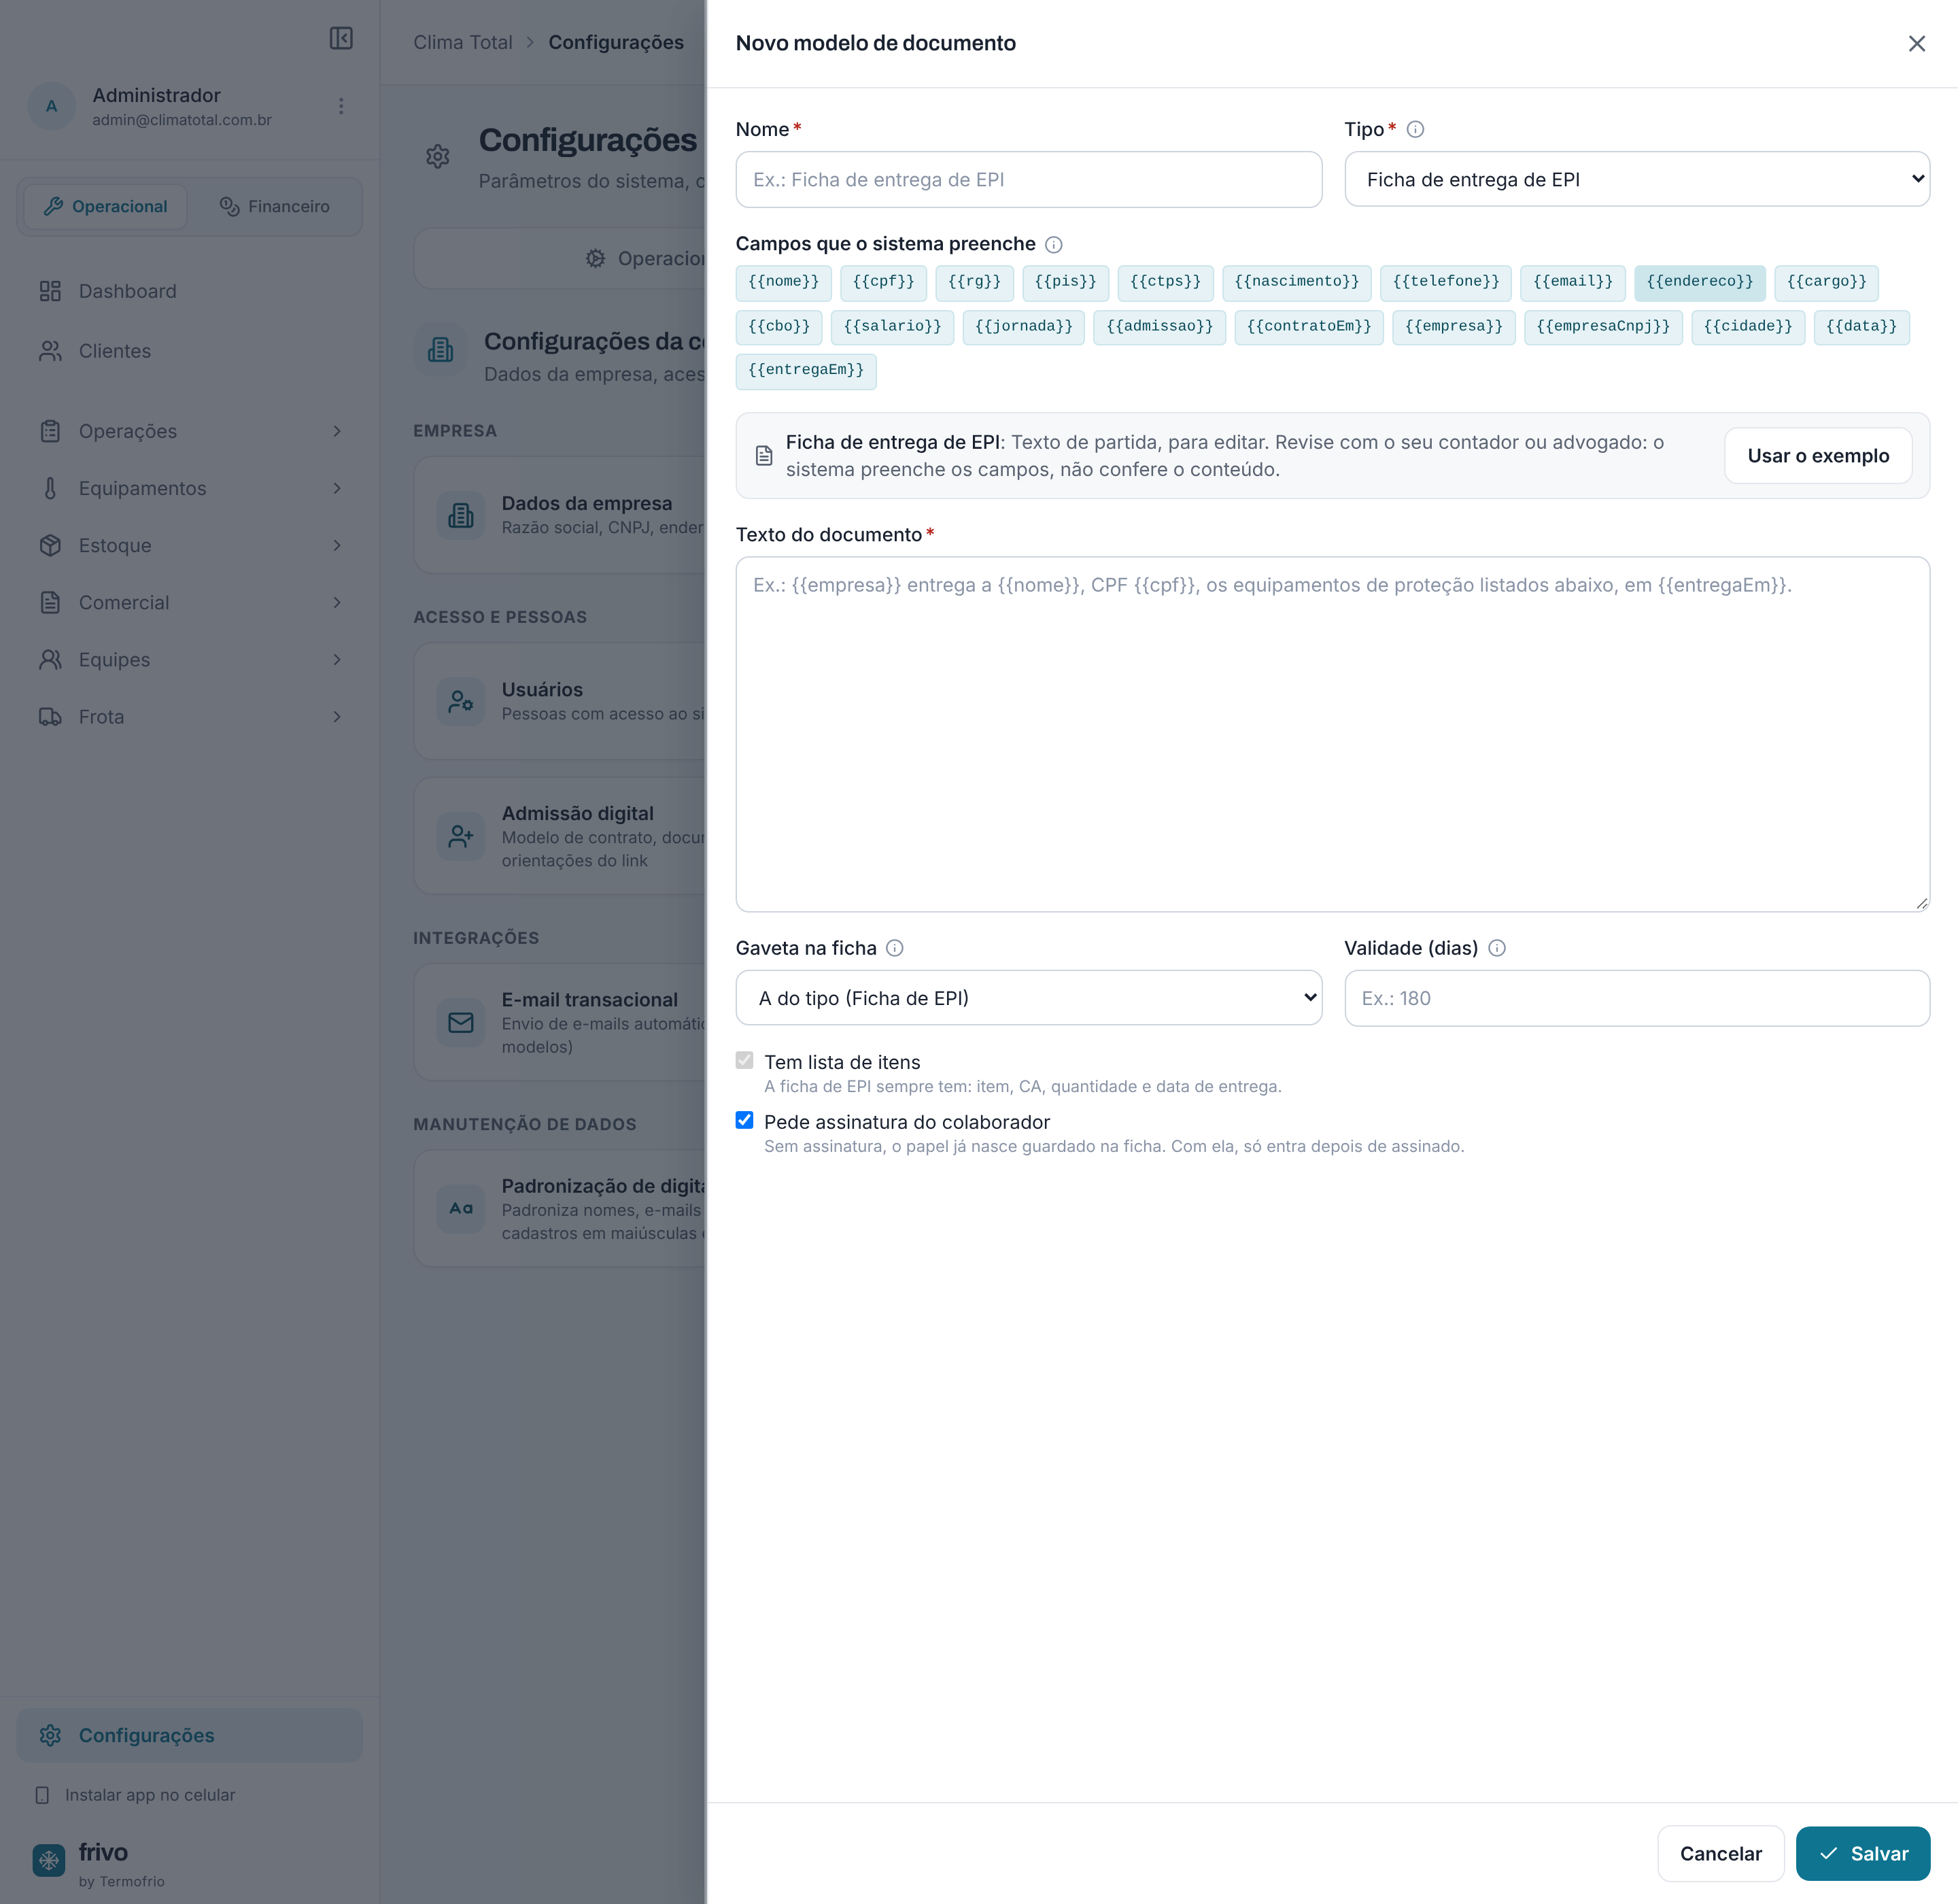 Administrador
admin@climatotal.com.br
Operacional
Financeiro
Dashboard
Clientes
Operações
Equipamentos
Estoque
Comercial
Equipes
Frota
Configurações
Instalar app no celular
frivo
by Termofrio
Clima Total > Configurações
Configurações
Parâmetros do sistema, c
Operacion
Configurações da c
Dados da empresa, aces
EMPRESA
Dados da empresa
Razão social, CNPJ, ender
ACESSO E PESSOAS
Usuários
Pessoas com acesso ao si
Admissão digital
Modelo de contrato, docu
orientações do link
INTEGRAÇÕES
E-mail transacional
Envio de e-mails automátic
modelos)
MANUTENÇÃO DE DADOS
Padronização de digita
Padroniza nomes, e-mails
cadastros em maiúsculas
Novo modelo de documento
Nome*
Ex.: Ficha de entrega de EPI
Tipo*
Ficha de entrega de EPI
Campos que o sistema preenche
{{nome}} {{cpf}} {{rg}} {{pis}} {{ctps}} {{nascimento}} {{telefone}} {{email}} {{endereco}} {{cargo}}
{{cbo}} {{salario}} {{jornada}} {{admissao}} {{contratoEm}} {{empresa}} {{empresaCnpj}} {{cidade}} {{data}}
{{entregaEm}}
Ficha de entrega de EPI: Texto de partida, para editar. Revise com o seu contador ou advogado: o
sistema preenche os campos, não confere o conteúdo.
Usar o exemplo
Texto do documento*
Ex.: {{empresa}} entrega a {{nome}}, CPF {{cpf}}, os equipamentos de proteção listados abaixo, em {{entregaEm}}.
Gaveta na ficha
A do tipo (Ficha de EPI)
Validade (dias)
Ex.: 180
Tem lista de itens
A ficha de EPI sempre tem: item, CA, quantidade e data de entrega.
Pede assinatura do colaborador
Sem assinatura, o papel já nasce guardado na ficha. Com ela, só entra depois de assinado.
Cancelar
Salvar